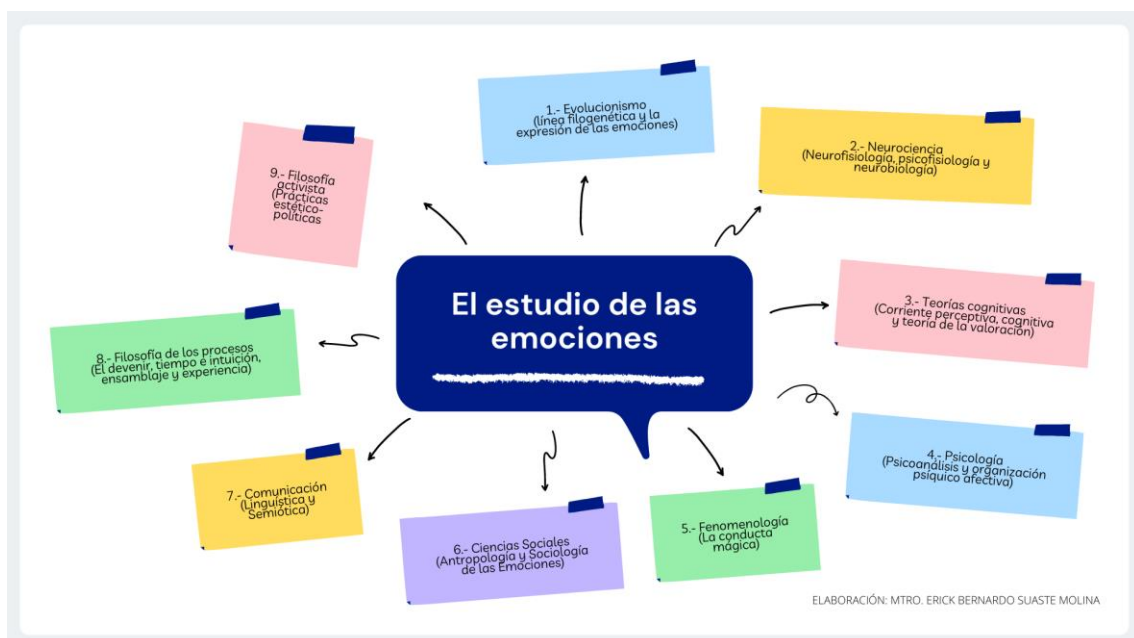 El estudio de las
emociones
1.- Evolucionismo
(línea filogenética y la
expresión de las emociones)
2.- Neurociencia
(Neurofisiología, psicofisiología y
neurobiología)
3.- Teorías cognitivas
(Corriente perceptiva, cognitiva
y teoría de la valoración)
4.- Psicología
(Psicoanálisis y organización
psíquico afectiva)
5.- Fenomenología
(La conducta
mágica)
6.- Ciencias Sociales
(Antropología y Sociología
de las Emociones)
7.- Comunicación
(Linguística y
Semiótica)
8.- Filosofía de los procesos
(El devenir, tiempo e intuición,
ensamblaje y experiencia)
9.- Filosofía
activista
(Prácticas
estético-
políticas
ELABORACIÓN: MTRO. ERICK BERNARDO SUASTE MOLINA